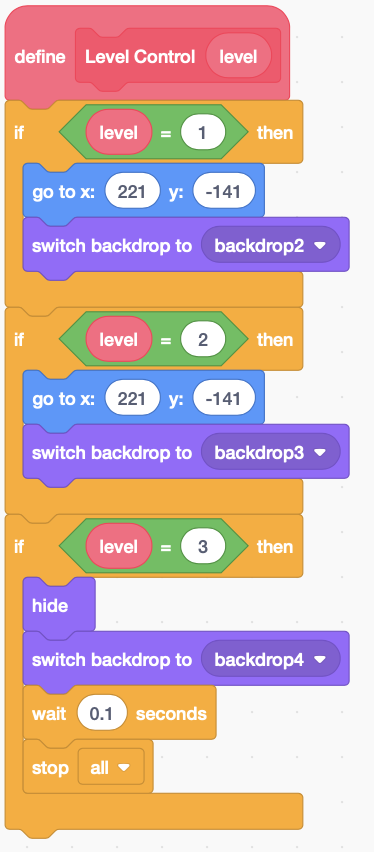 define Level Control level
if level = 1 then
go to x: 221 y: -141
switch backdrop to backdrop2
if level = 2 then
go to x: 221 y: -141
switch backdrop to backdrop3
if level = 3 then
hide
switch backdrop to backdrop4
wait 0.1 seconds
stop all